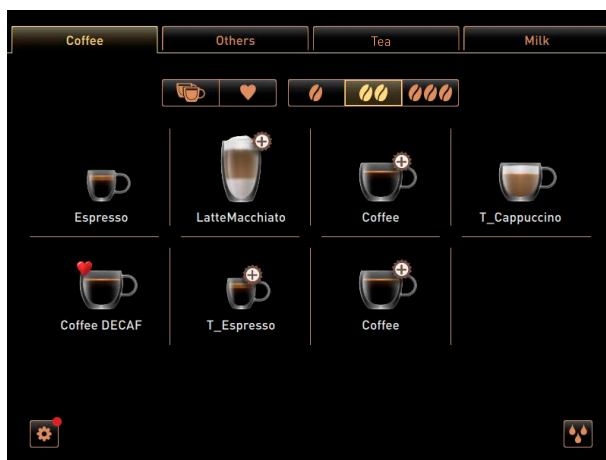 Coffee
Others
Tea
Milk
Espresso
LatteMacchiato
Coffee
T_Cappuccino
Coffee DECAF
T_Espresso
Coffee